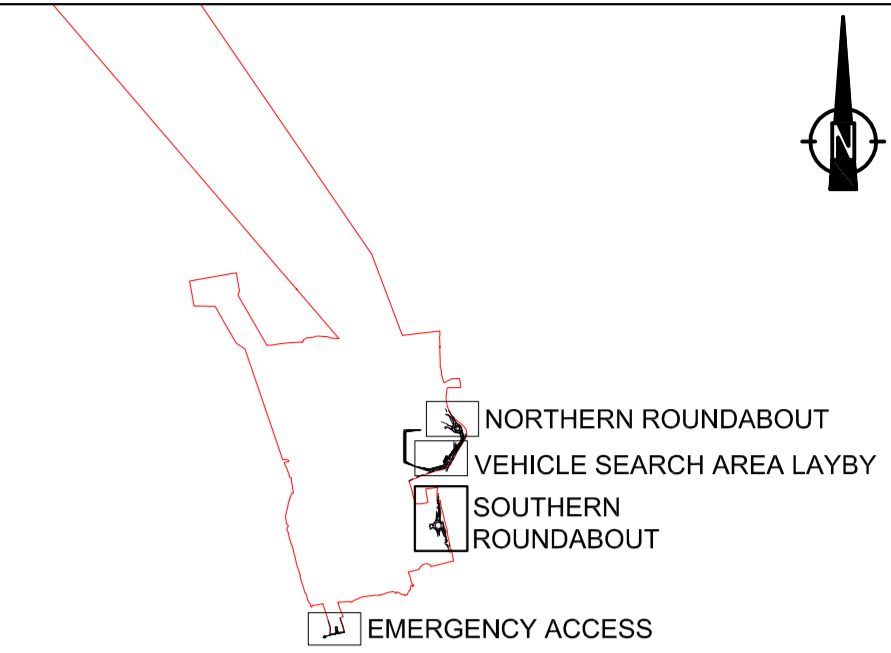 N
NORTHERN ROUNDABOUT
VEHICLE SEARCH AREA LAYBY
SOUTHERN
ROUNDABOUT
EMERGENCY ACCESS